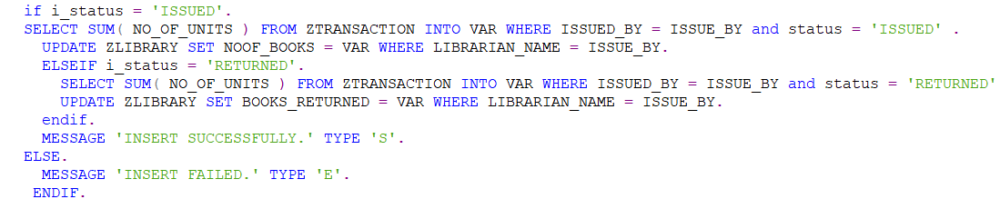 if i_status = 'ISSUED'.
SELECT SUM( NO_OF_UNITS ) FROM ZTRANSACTION INTO VAR WHERE ISSUED_BY = ISSUE_BY and status = 'ISSUED' .
UPDATE ZLIBRARY SET NOOF_BOOKS = VAR WHERE LIBRARIAN_NAME = ISSUE_BY.
ELSEIF i_status = 'RETURNED'.
SELECT SUM( NO_OF_UNITS ) FROM ZTRANSACTION INTO VAR WHERE ISSUED_BY = ISSUE_BY and status = 'RETURNED'
UPDATE ZLIBRARY SET BOOKS_RETURNED = VAR WHERE LIBRARIAN_NAME = ISSUE_BY.
endif.
MESSAGE 'INSERT SUCCESSFULLY.' TYPE 'S'.
ELSE.
MESSAGE 'INSERT FAILED.' TYPE 'E'.
ENDIF.